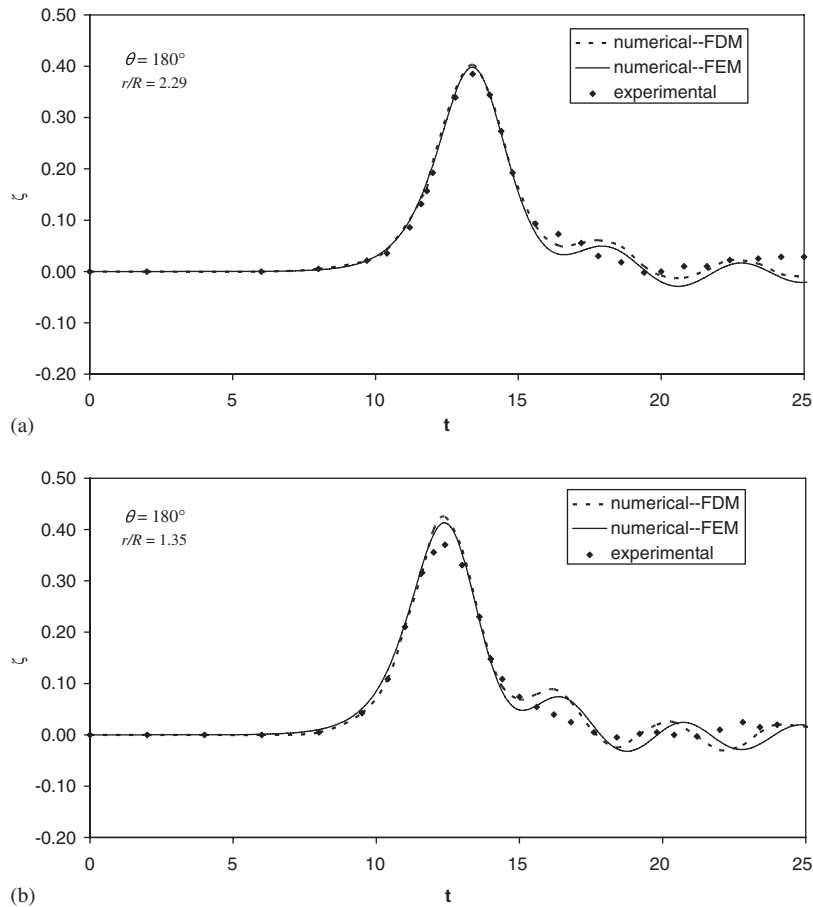 0.50
0.40
0.30
0.20
0.10
0.00
-0.10
-0.20
ζ
θ = 180°
r/R = 2.29
numerical--FDM
numerical--FEM
experimental
0 5 10 15 20 25
t
(a)
0.50
0.40
0.30
0.20
0.10
0.00
-0.10
-0.20
ζ
θ = 180°
r/R = 1.35
numerical--FDM
numerical--FEM
experimental
0 5 10 15 20 25
t
(b)